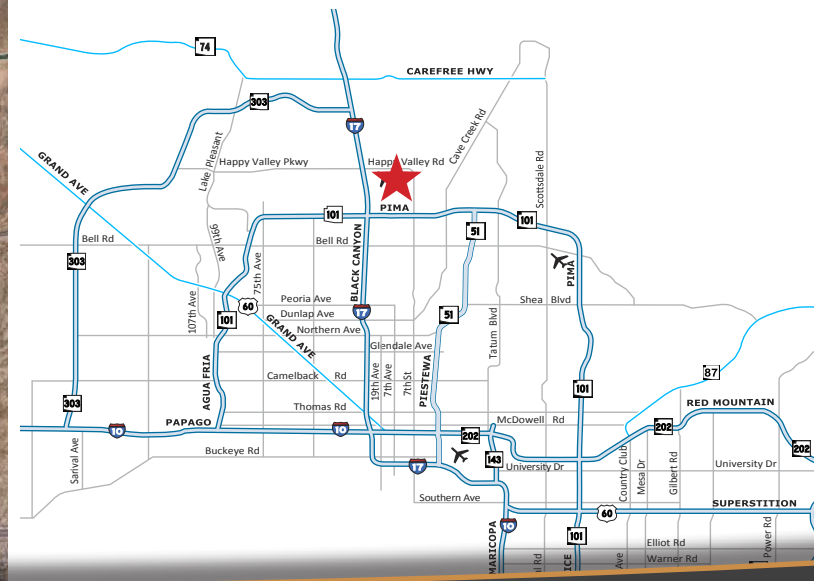 74
CAREFREE HWY
303
17
Cave Creek Rd
Lake Pleasant
Happy Valley Pkwy
Happy Valley Rd
GRAND AVE
Scottsdale Rd
PIMA
101
101
99th Ave
51
Bell Rd
Bell Rd
303
BLACK CANYON
75th Ave
PIMA
107th Ave
60
Peoria Ave
Shea Blvd
Dunlap Ave
17
51
101
GRAND AVE
Northern Ave
Tatum Blvd
Glendale Ave
AGUA FRIA
Camelback Rd
19th Ave
7th Ave
7th St
PIESTEWA
87
101
303
Thomas Rd
RED MOUNTAIN
PAPAGO
McDowell Rd
10
10
202
202
202
Sarival Ave
Buckeye Rd
143
17
University Dr
Country Club
Mesa Dr
Gilbert Rd
University Dr
Southern Ave
SUPERSTITION
60
10
MARICOPA
101
Power Rd
Elliot Rd
Warner Rd
ICE
Ave
Rd